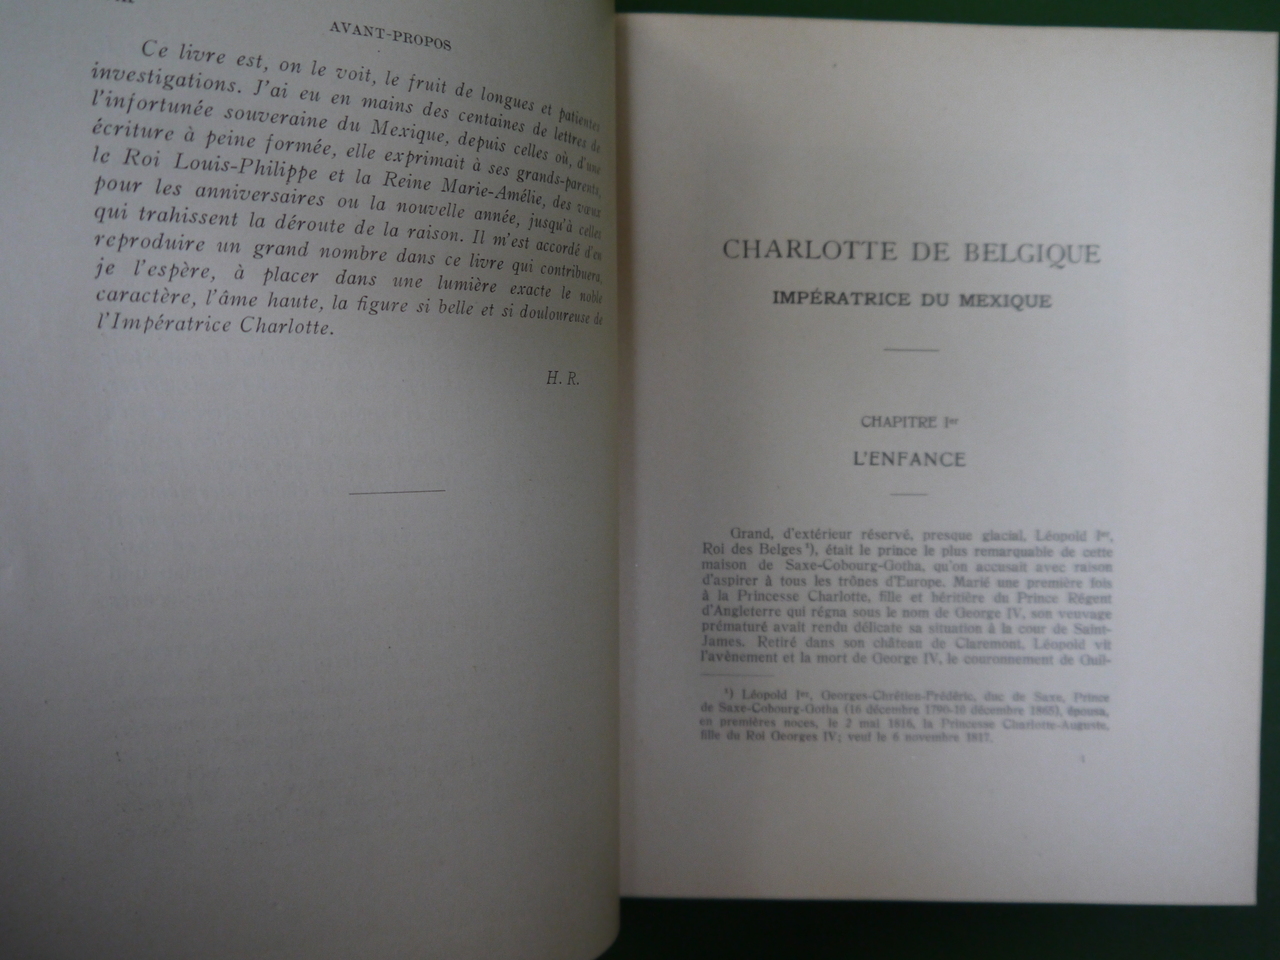 AVANT-PROPOS
Ce livre est, on le voit, le fruit de longues et patientes
investigations. J'ai eu en mains des centaines de lettres de
l'infortunée souveraine du Mexique, depuis celles où, d'une
écriture à peine formée, elle exprimait à ses grands-parents,
le Roi Louis-Philippe et la Reine Marie-Amélie, des vœux
pour les anniversaires ou la nouvelle année, jusqu'à celles
qui trahissent la déroute de la raison. Il m'est accordé d'en
reproduire un grand nombre dans ce livre qui contribuera,
je l'espère, à placer dans une lumière exacte le noble
caractère, l'âme haute, la figure si belle et si douloureuse de
l'Impératrice Charlotte.
H. R.
CHARLOTTE DE BELGIQUE
IMPÉRATRICE DU MEXIQUE
CHAPITRE Ier
L'ENFANCE
Grand, d'extérieur réservé, presque glacial, Léopold Ier,
Roi des Belges ¹), était le prince le plus remarquable de cette
maison de Saxe-Cobourg-Gotha, qu'on accusait avec raison
d'aspirer à tous les trônes d'Europe. Marié une première fois
à la Princesse Charlotte, fille et héritière du Prince Régent
d'Angleterre qui régna sous le nom de George IV, son veuvage
prématuré avait rendu délicate sa situation à la cour de Saint-
James. Retiré dans son château de Claremont, Léopold vit
l'avènement et la mort de George IV, le couronnement de Guil-
¹) Léopold Ier, Georges-Chrétien-Frédéric, duc de Saxe, Prince
de Saxe-Cobourg-Gotha (16 décembre 1790-10 décembre 1865), épousa,
en premières noces, le 2 mai 1816, la Princesse Charlotte-Auguste,
fille du Roi Georges IV; veuf le 6 novembre 1817.